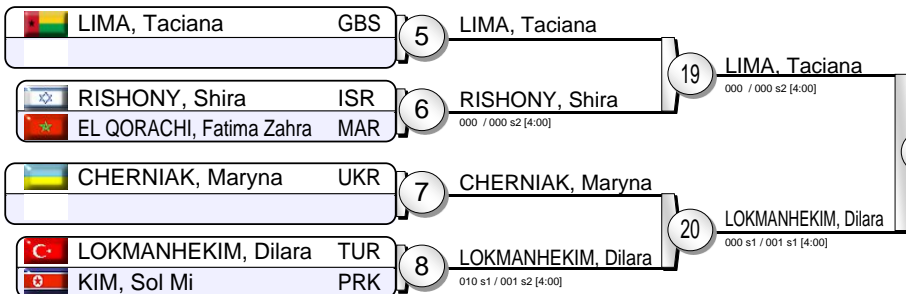 LIMA, Taciana GBS
5
LIMA, Taciana
19
LIMA, Taciana
000 / 000 s2 [4:00]
RISHONY, Shira ISR
EL QORACHI, Fatima Zahra MAR
6
RISHONY, Shira
000 / 000 s2 [4:00]
CHERNIAK, Maryna UKR
7
CHERNIAK, Maryna
20
LOKMANHEKIM, Dilara
000 s1 / 001 s1 [4:00]
LOKMANHEKIM, Dilara TUR
KIM, Sol Mi PRK
8
LOKMANHEKIM, Dilara
010 s1 / 001 s2 [4:00]